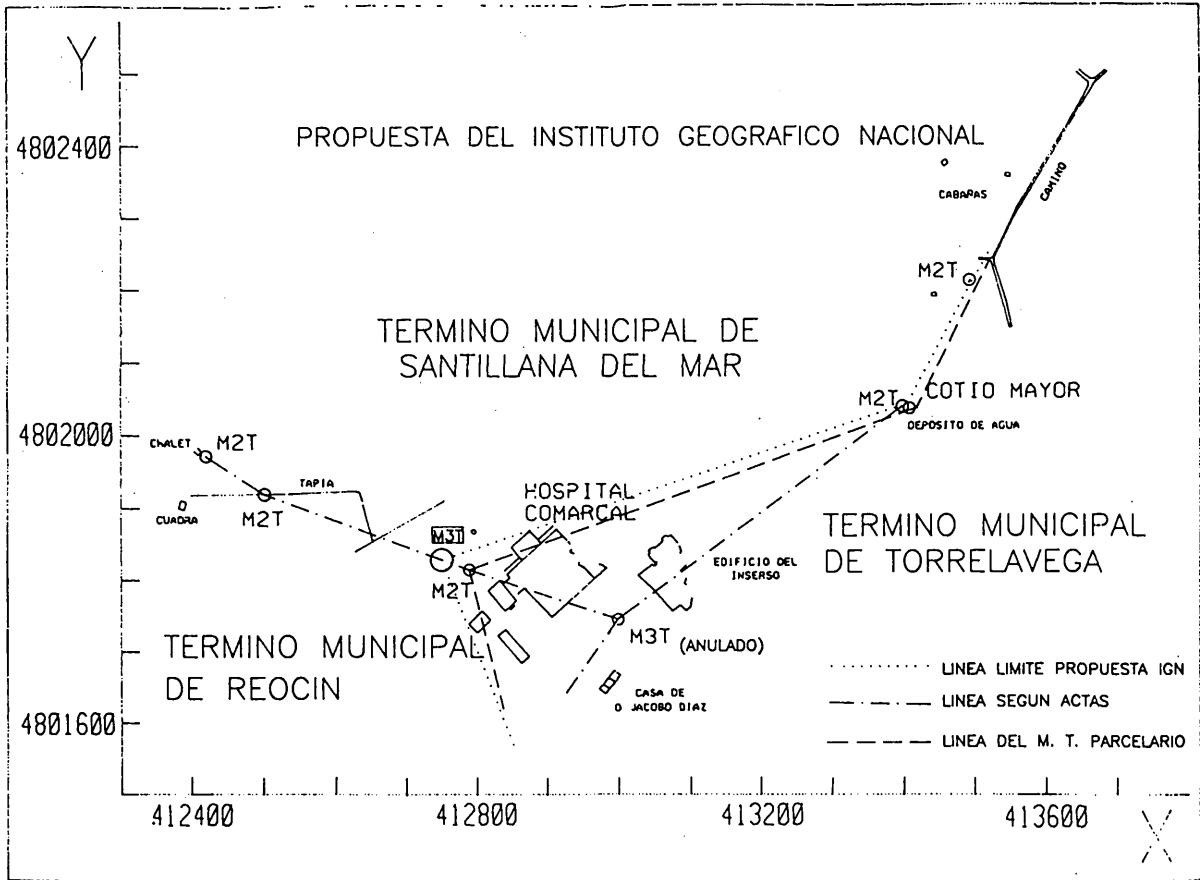 Y
4802400
PROPUESTA DEL INSTITUTO GEOGRAFICO NACIONAL
CABAÑAS
CAMINO
M2T
TERMINO MUNICIPAL DE
SANTILLANA DEL MAR
M2T
COTIO MAYOR
DEPOSITO DE AGUA
4802000
CHALET
M2T
TAPIA
CUADRA
M2T
HOSPITAL
COMARCAL
M3T
TERMINO MUNICIPAL
DE TORRELAVEGA
EDIFICIO DEL
INSERSO
M2T
M3T (ANULADO)
TERMINO MUNICIPAL
DE REOCIN
CASA DE
D JACOBO DIAZ
LINEA LIMITE PROPUESTA IGN
LINEA SEGUN ACTAS
LINEA DEL M. T. PARCELARIO
4801600
412400
412800
413200
413600
X